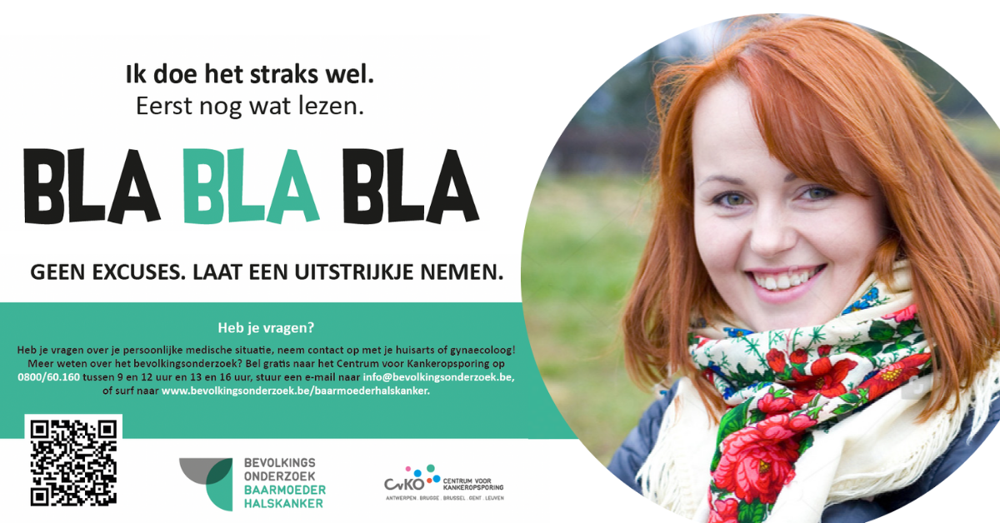 Ik doe het straks wel.
Eerst nog wat lezen.
BLA BLA BLA
GEEN EXCUSES. LAAT EEN UITSTRIJKJE NEMEN.
Heb je vragen?
Heb je vragen over je persoonlijke medische situatie, neem contact op met je huisarts of gynaecoloog!
Meer weten over het bevolkingsonderzoek? Bel gratis naar het Centrum voor Kankeropsporing op
0800/60.160 tussen 9 en 12 uur en 13 en 16 uur, stuur een e-mail naar info@bevolkingsonderzoek.be,
of surf naar www.bevolkingsonderzoek.be/baarmoederhalskanker.
BEVOLKINGS
ONDERZOEK
BAARMOEDER
HALSKANKER
CvKO CENTRUM VOOR
KANKEROPSPORING
ANTWERPEN . BRUGGE . BRUSSEL . GENT . LEUVEN